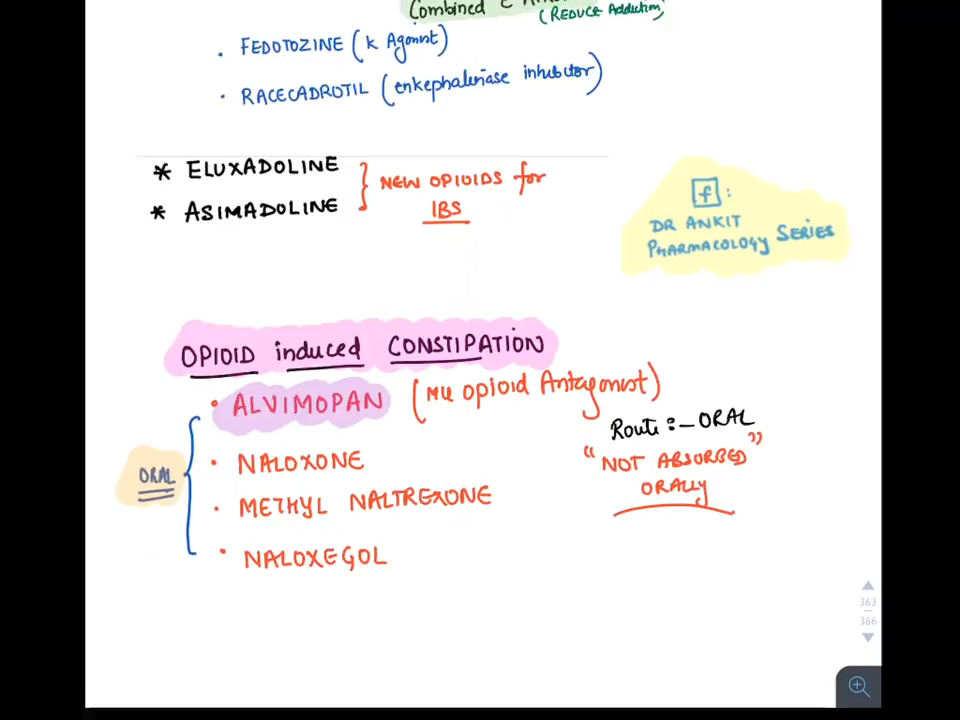 Combined c
(REDUCE Addiction)
• FEDOTOZINE (k Agonist)
• RACECADROTIL (enkephalinase inhibitor)
* ELUXADOLINE
* ASIMADOLINE
NEW OPIOIDS for
IBS
f :
DR ANKIT
PHARMACOLOGY SERIES
OPIOID induced CONSTIPATION
• ALVIMOPAN (Mu opioid Antagonist)
Route :- ORAL
• NALOXONE
"NOT ABSORBED
ORALLY"
ORAL
• METHYL NALTREXONE
• NALOXEGOL
363
366